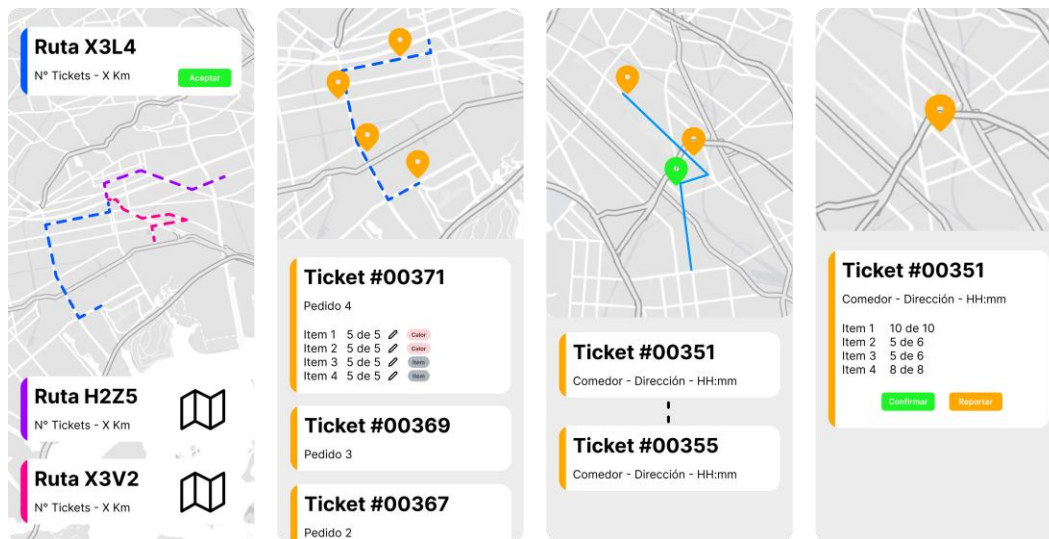 Ruta X3L4
N° Tickets - X Km
Aceptar
Ruta H2Z5
N° Tickets - X Km
Ruta X3V2
N° Tickets - X Km
Ticket #00371
Pedido 4
Item 1 5 de 5 Calor
Item 2 5 de 5 Calor
Item 3 5 de 5 Item
Item 4 5 de 5 Item
Ticket #00369
Pedido 3
Ticket #00367
Pedido 2
Ticket #00351
Comedor - Dirección - HH:mm
Ticket #00355
Comedor - Dirección - HH:mm
Ticket #00351
Comedor - Dirección - HH:mm
Item 1 10 de 10
Item 2 5 de 6
Item 3 5 de 6
Item 4 8 de 8
Confirmar Reportar